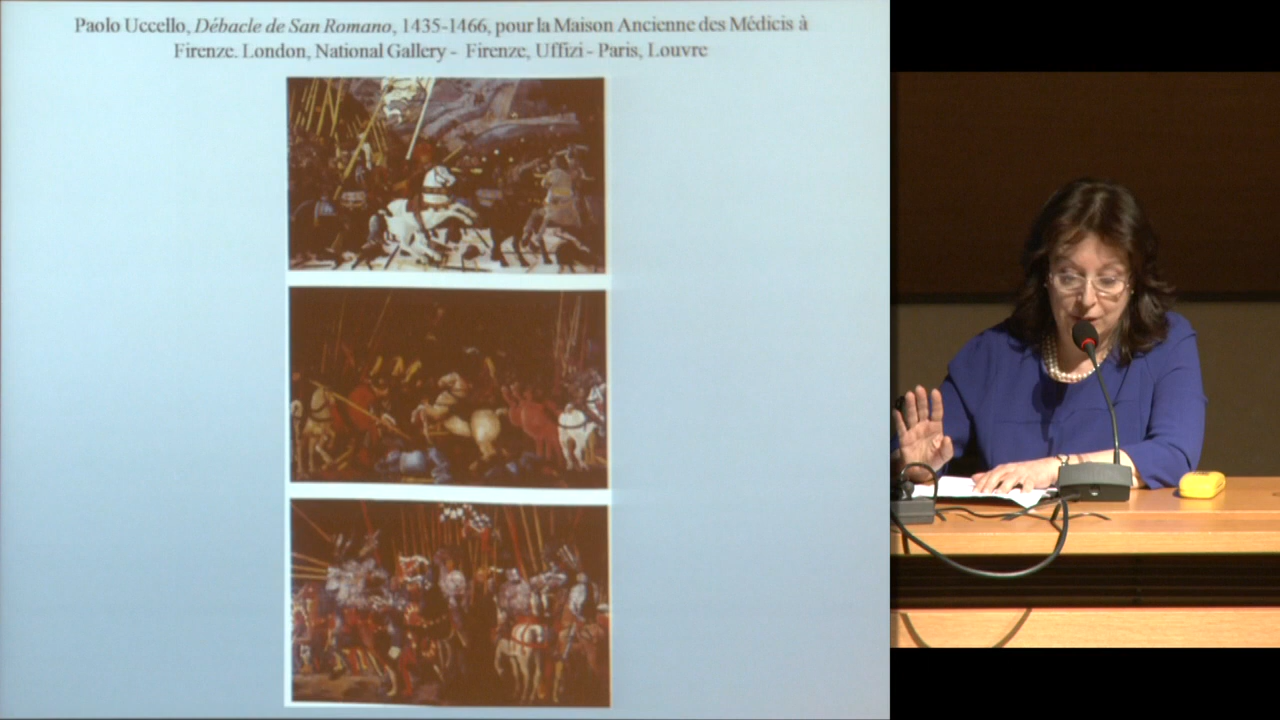 Paolo Uccello, Débacle de San Romano, 1435-1466, pour la Maison Ancienne des Médicis à
Firenze. London, National Gallery - Firenze, Uffizi - Paris, Louvre